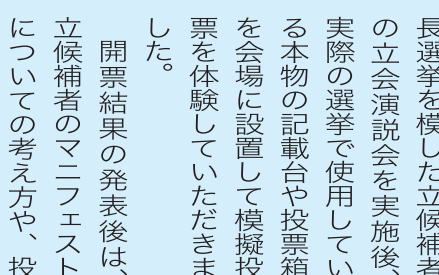 長選挙を模した立候補者
の立会演説会を実施後
実際の選挙で使用してい
る本物の記載台や投票箱
を会場に設置して模擬投
票を体験していただきま
した。
開票結果の発表後は、
立候補者のマニフェスト
についての考え方や、投